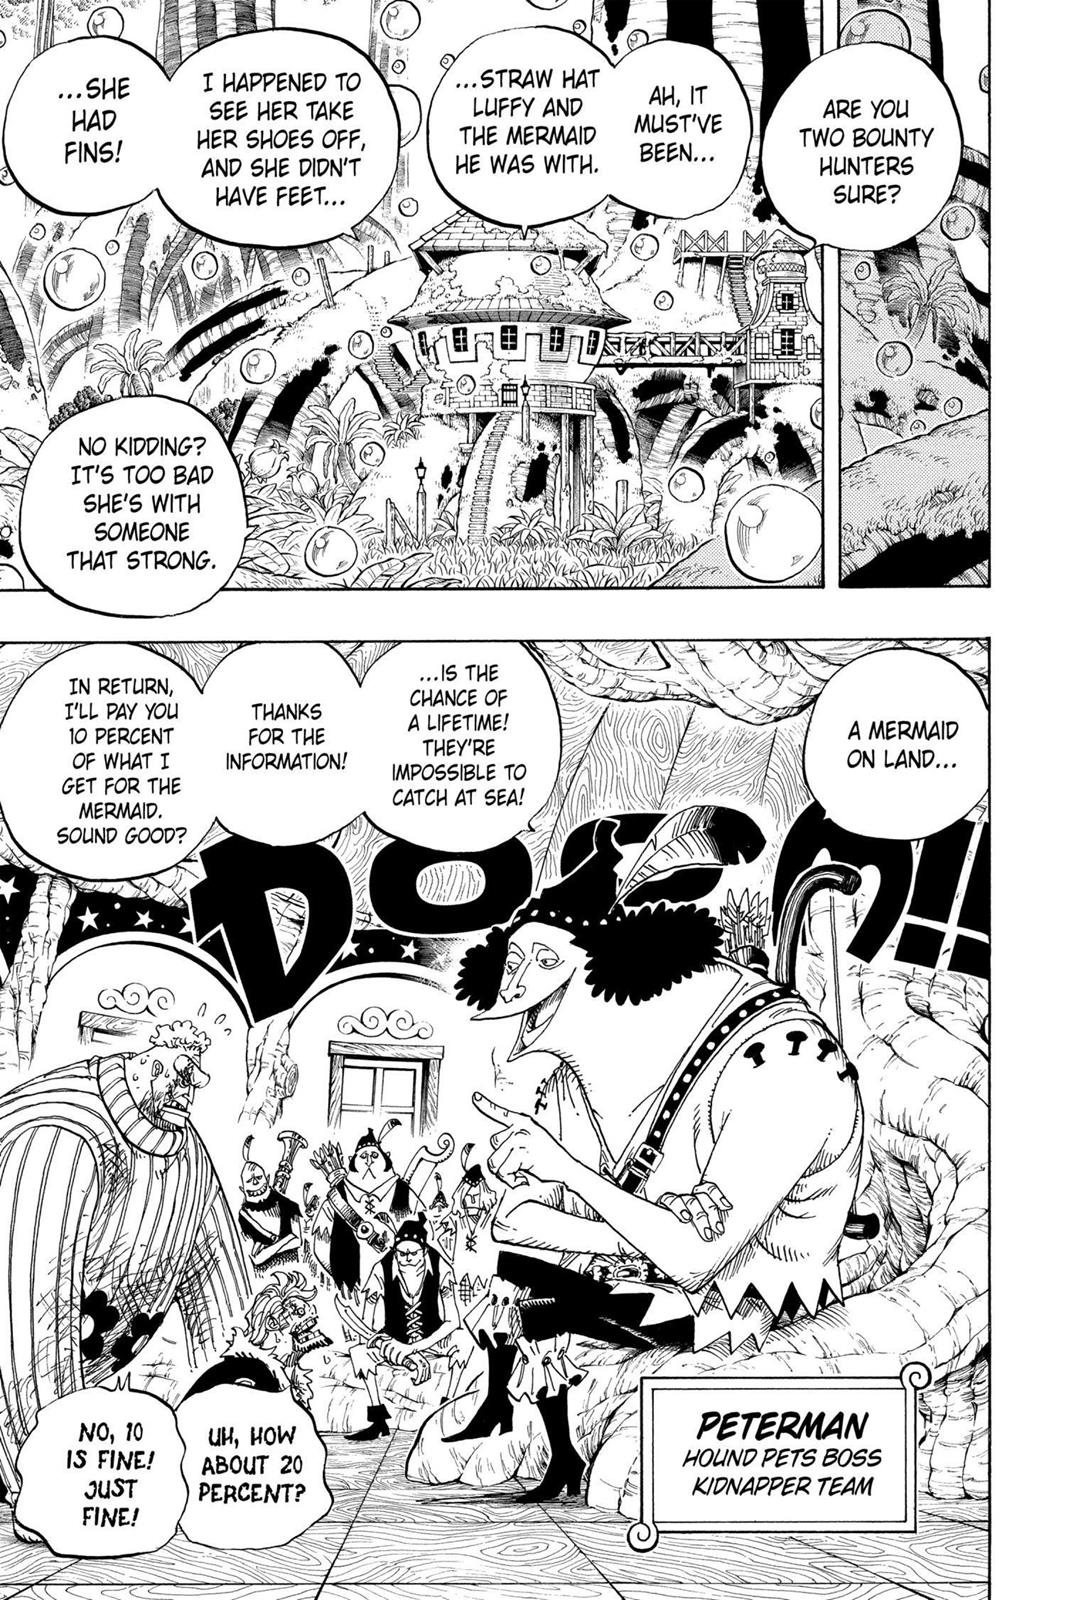 ARE YOU
TWO BOUNTY
HUNTERS
SURE?
AH, IT
MUST'VE
BEEN...
...STRAW HAT
LUFFY AND
THE MERMAID
HE WAS WITH.
I HAPPENED TO
SEE HER TAKE
HER SHOES OFF,
AND SHE DIDN'T
HAVE FEET...
...SHE
HAD
FINS!
NO KIDDING?
IT'S TOO BAD
SHE'S WITH
SOMEONE
THAT STRONG.
A MERMAID
ON LAND...
...IS THE
CHANCE OF
A LIFETIME!
THEY'RE
IMPOSSIBLE TO
CATCH AT SEA!
THANKS
FOR THE
INFORMATION!
IN RETURN,
I'LL PAY YOU
10 PERCENT
OF WHAT I
GET FOR THE
MERMAID.
SOUND GOOD?
DOOM!!
UH, HOW
ABOUT 20
PERCENT?
NO, 10
IS FINE!
JUST
FINE!
PETERMAN
HOUND PETS BOSS
KIDNAPPER TEAM